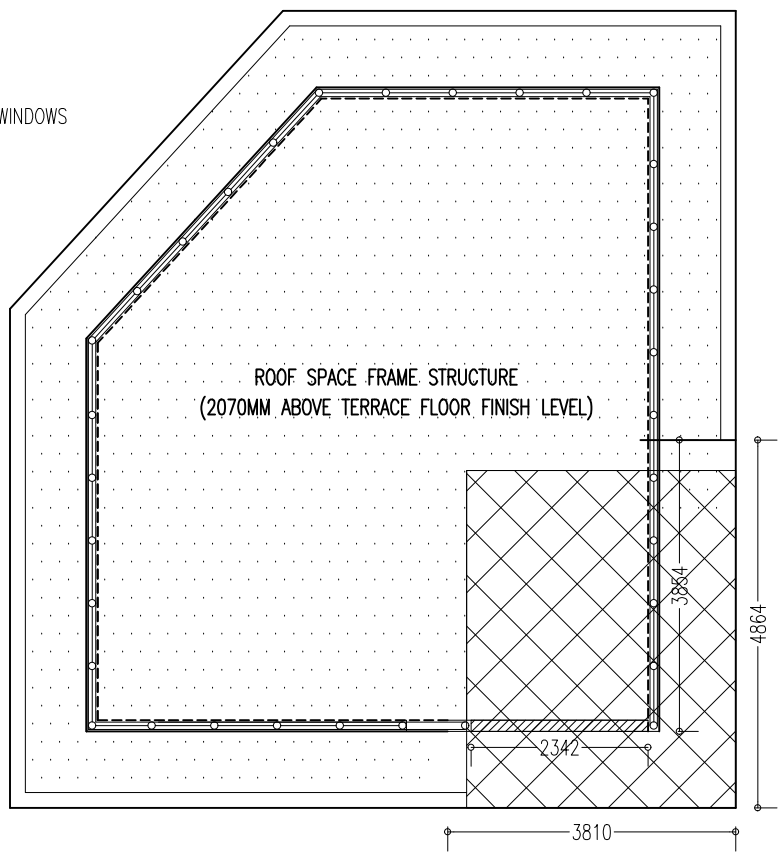 WINDOWS
ROOF SPACE FRAME STRUCTURE
(2070MM ABOVE TERRACE FLOOR FINISH LEVEL)
3854
4864
2342
3810